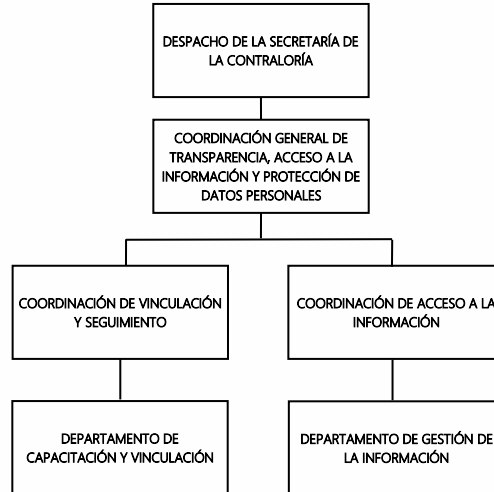 DESPACHO DE LA SECRETARÍA DE
LA CONTRALORÍA
COORDINACIÓN GENERAL DE
TRANSPARENCIA, ACCESO A LA
INFORMACIÓN Y PROTECCIÓN DE
DATOS PERSONALES
COORDINACIÓN DE VINCULACIÓN
Y SEGUIMIENTO
COORDINACIÓN DE ACCESO A LA
INFORMACIÓN
DEPARTAMENTO DE
CAPACITACIÓN Y VINCULACIÓN
DEPARTAMENTO DE GESTIÓN DE
LA INFORMACIÓN